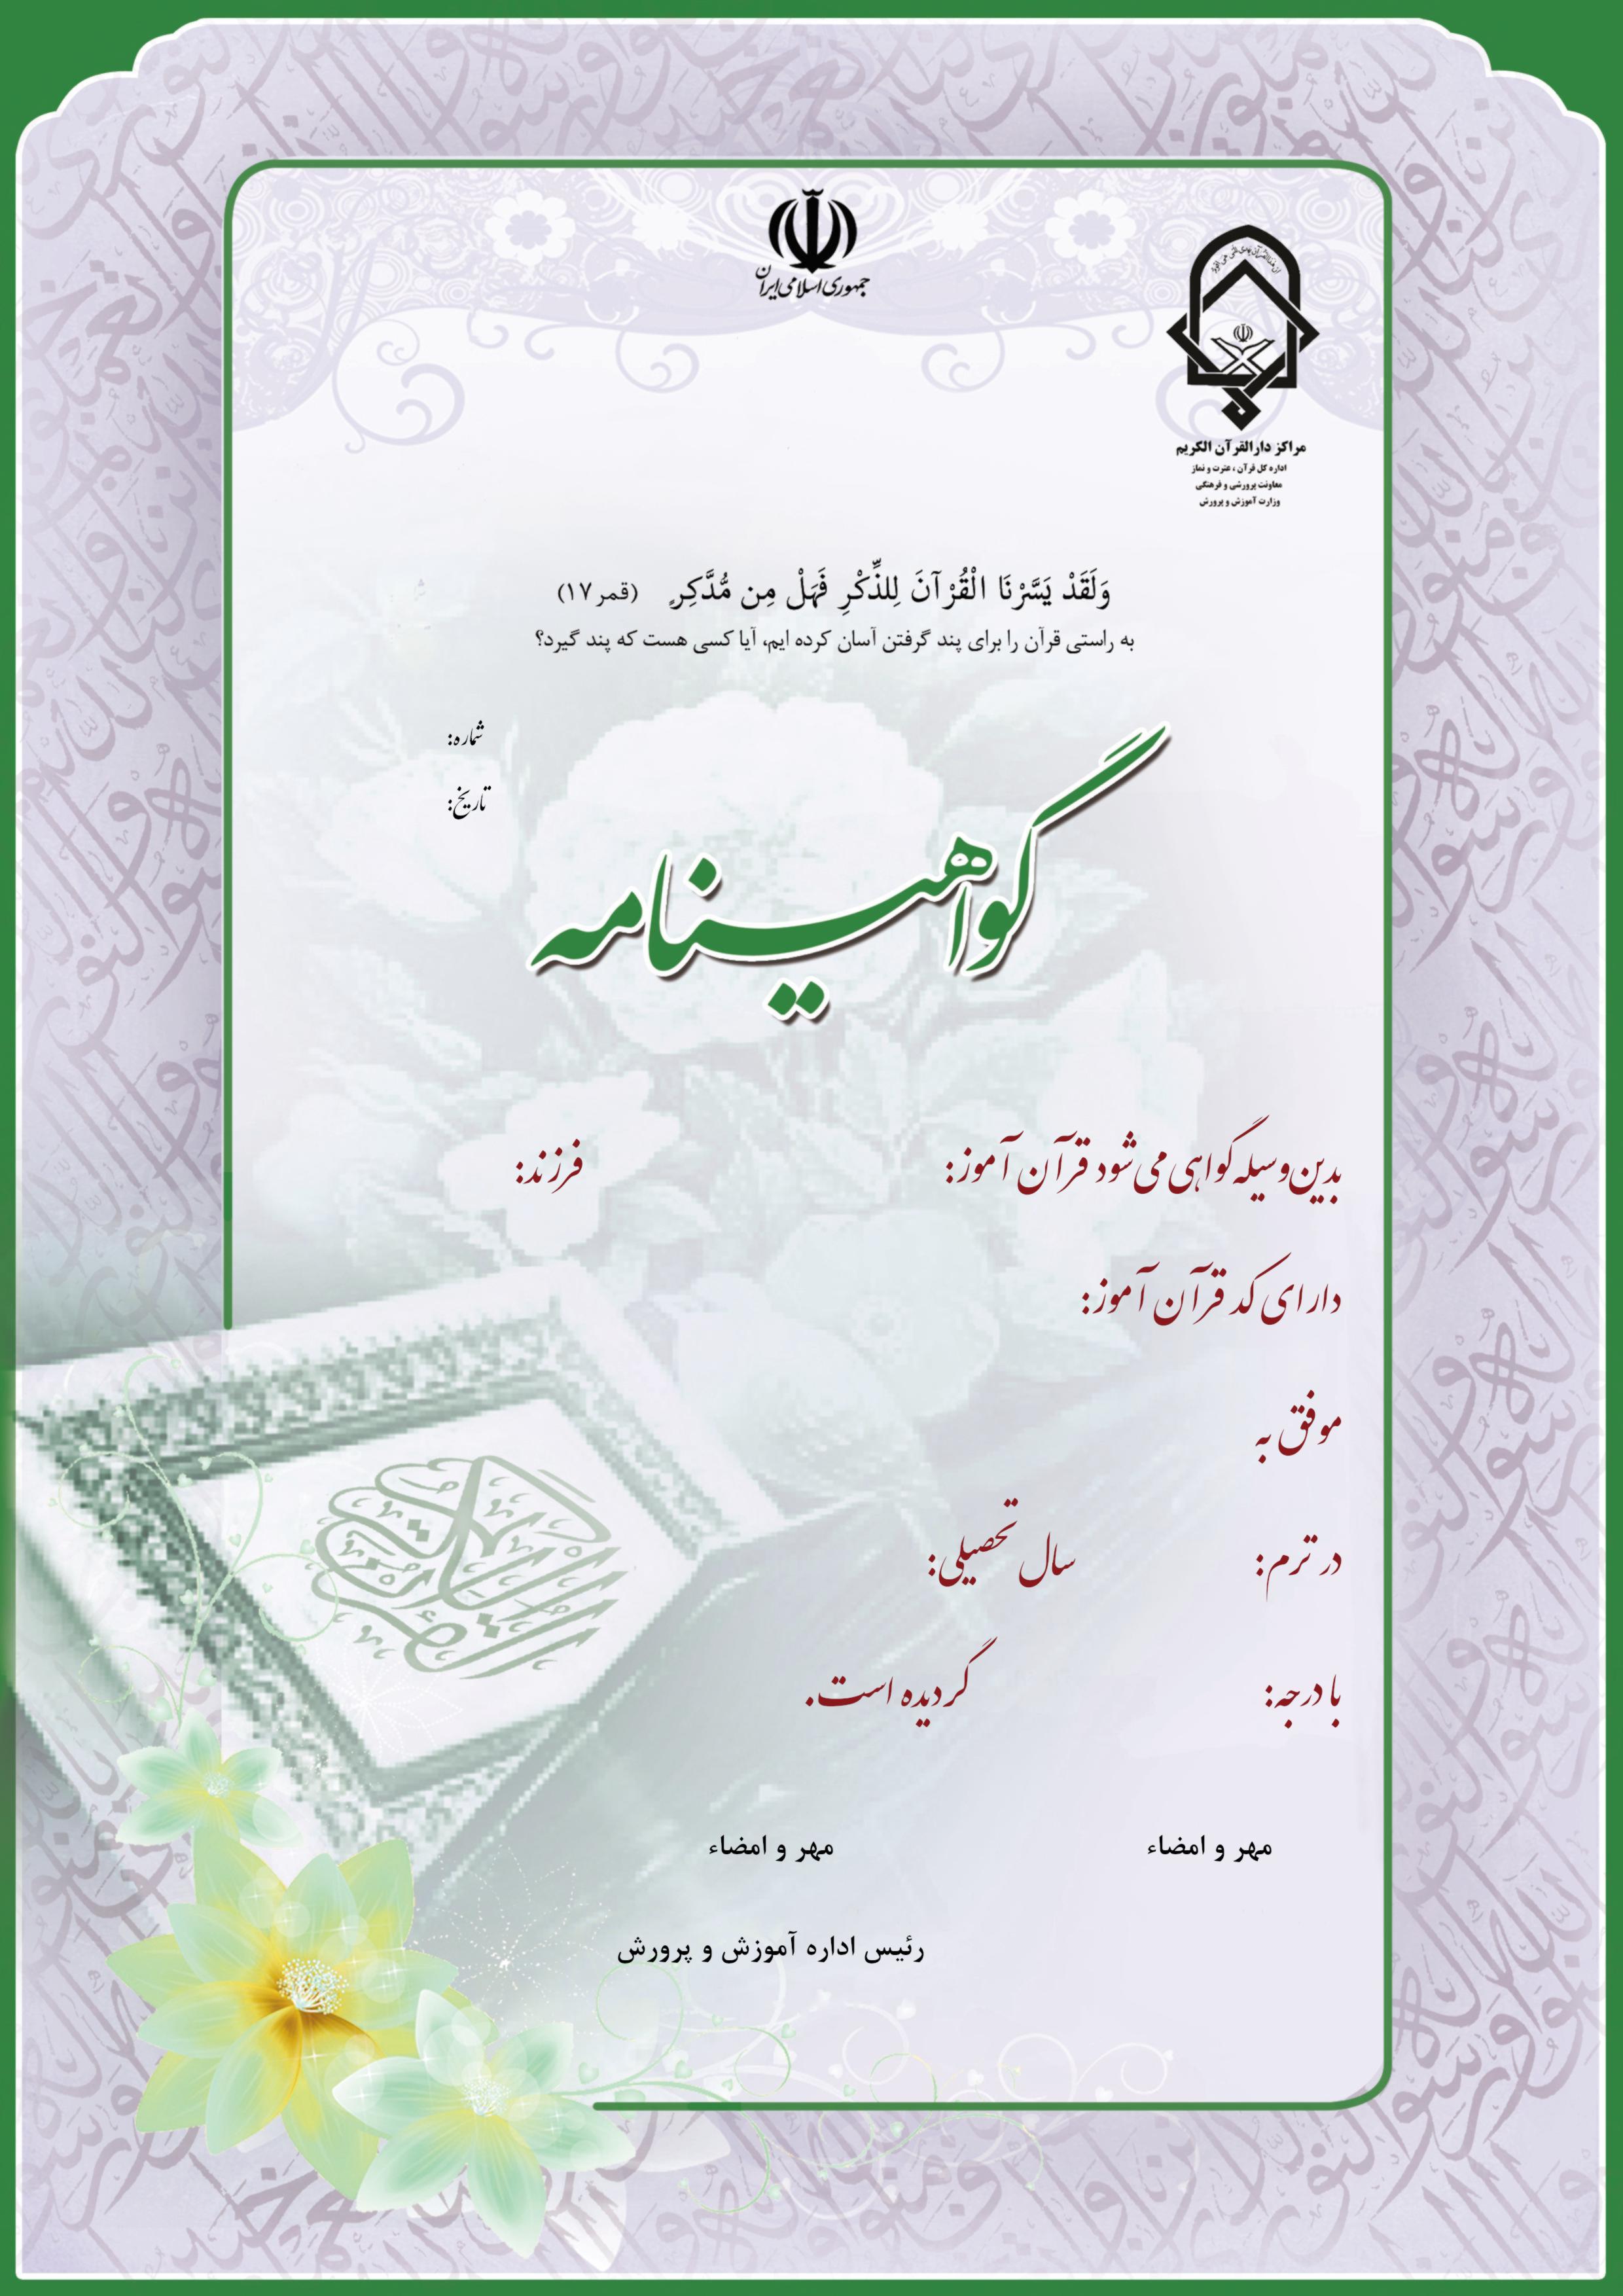 جمهوری اسلامی ایران
مراکز دارالقرآن الکریم
اداره کل قرآن ، عترت و نماز
معاونت پرورشی و فرهنگی
وزارت آموزش و پرورش
وَلَقَدْ يَسَّرْنَا الْقُرْآنَ لِلذِّكْرِ فَهَلْ مِن مُّدَّكِرٍ (قمر ۱۷)
به راستی قرآن را برای پند گرفتن آسان کرده ایم، آیا کسی هست که پند گیرد؟
شماره:
تاریخ:
گواهینامه
بدین وسیله گواهی می شود قرآن آموز: فرزند:
دارای کد قرآن آموز:
موفق به
در ترم: سال تحصیلی:
با درجه: گردیده است.
مهر و امضاء مهر و امضاء
رئیس اداره آموزش و پرورش